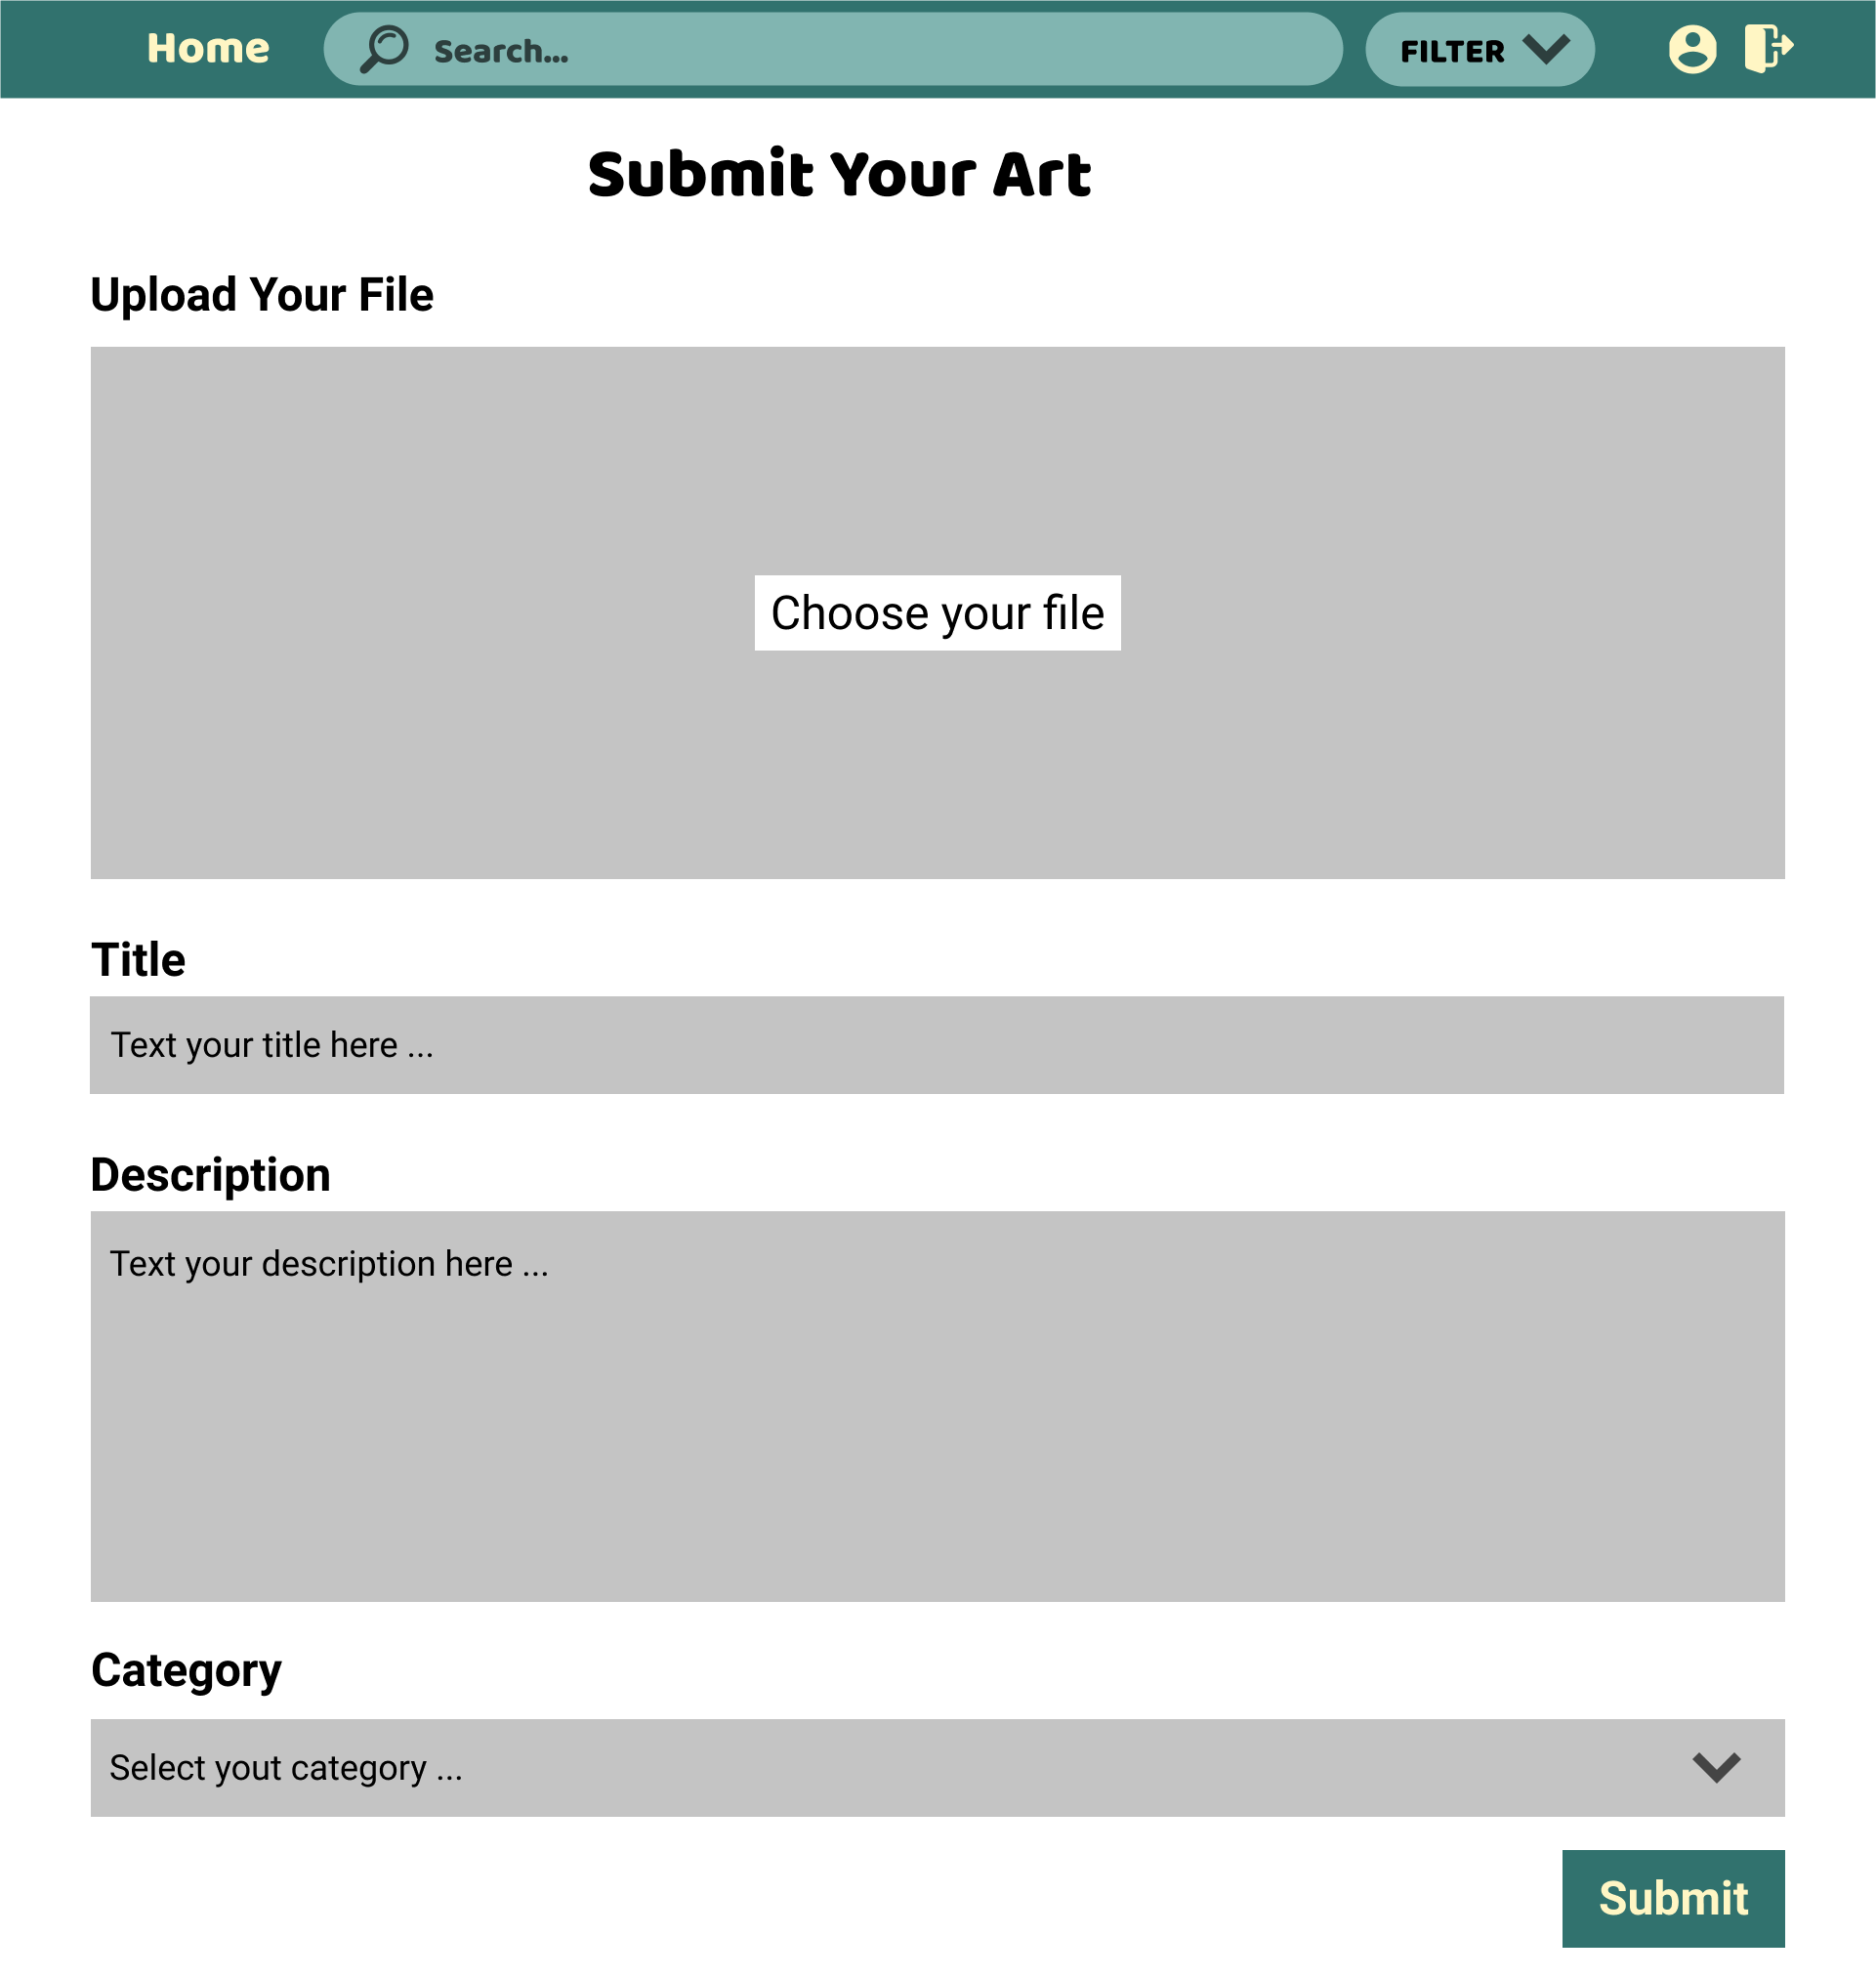 Home
Search...
FILTER
Submit Your Art
Upload Your File
Choose your file
Title
Text your title here ...
Description
Text your description here ...
Category
Select yout category ...
Submit